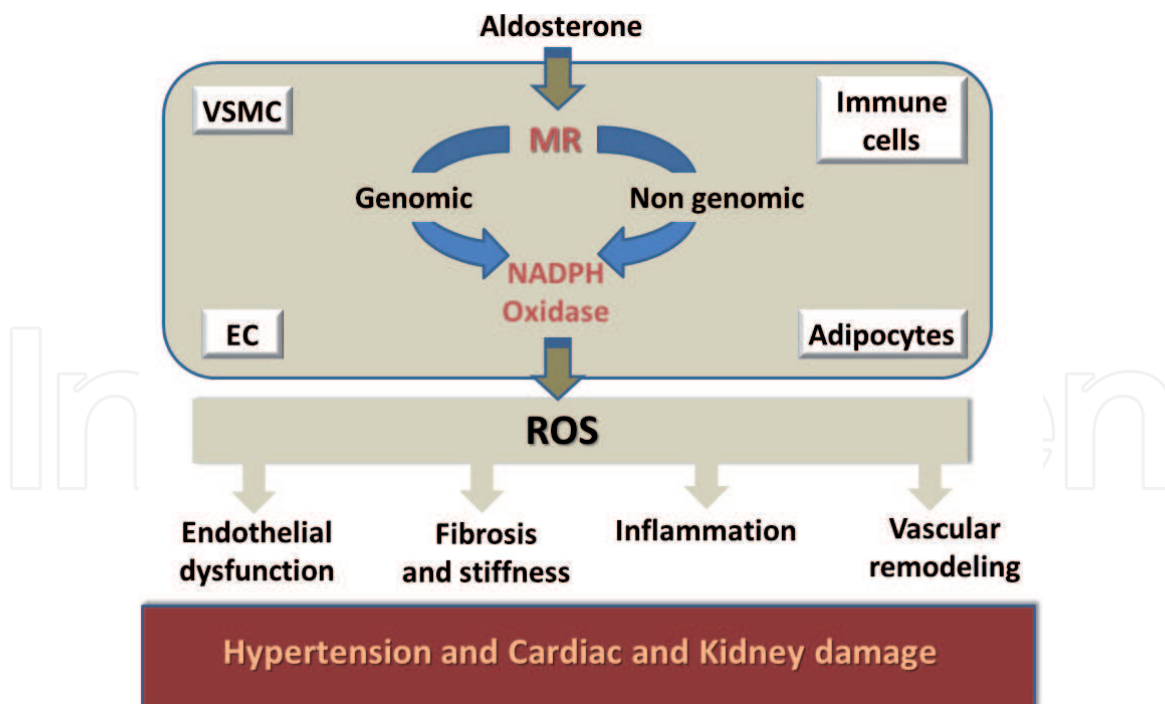 Aldosterone
VSMC
Immune
cells
MR
Genomic
Non genomic
NADPH
Oxidase
EC
Adipocytes
ROS
Endothelial
dysfunction
Fibrosis
and stiffness
Inflammation
Vascular
remodeling
Hypertension and Cardiac and Kidney damage